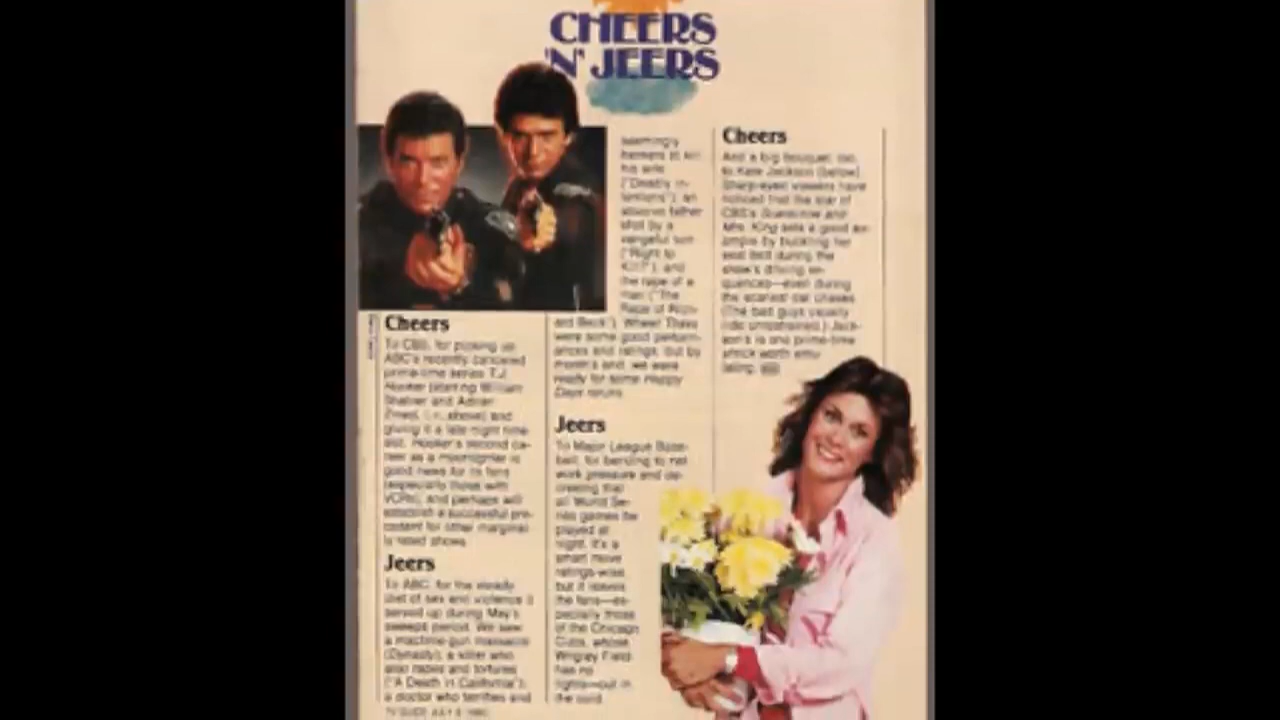 CHEERS
'N' JEERS
Cheers
To CBS, for picking up
ABC's recently canceled
prime-time series T.J.
Hooker (starring William
Shatner and Adrian
Zmed, above) and
giving it a late-night time
slot. Hooker's second ca-
reer as a moonlighter is
good news for its fans
(especially those with
VCRs), and perhaps will
establish a successful pre-
cedent for other marginal-
ly rated shows.
Jeers
To ABC, for the steady
diet of sex and violence it
served up during May's
sweeps period. We saw
a machine-gun massacre
(Dynasty), a killer who
also rapes and tortures
("A Death in California"),
a doctor who terrifies and
seemingly
his wife
("Deadly In-
tentions"), an
abusive father
shot by a
vengeful son
("Right to
Kill?"), and
the rape of a
man ("The
Rape of Rich-
ard Beck"). Whew! There
were some good perform-
ances and ratings, but by
month's end, we were
ready for some Happy
Days reruns.
Jeers
To Major League Base-
ball, for bending to net-
work pressure and de-
creeing that
all World Se-
ries games be
played at
night. It's a
smart move
ratings-wise,
but it leaves
the fans—es-
pecially those
of the Chicago
Cubs, whose
Wrigley Field
has no
lights—out in
the cold.
Cheers
And a big bouquet, too,
to Kate Jackson (below).
Sharp-eyed viewers have
noticed that the star of
CBS's Scarecrow and
Mrs. King sets a good ex-
ample by buckling her
seat belt during the
show's driving se-
quences—even during
the scariest car chases.
(The bad guys usually
ride unrestrained.) Jack-
son's is one prime-time
shtick worth emu-
lating.
TV GUIDE JULY